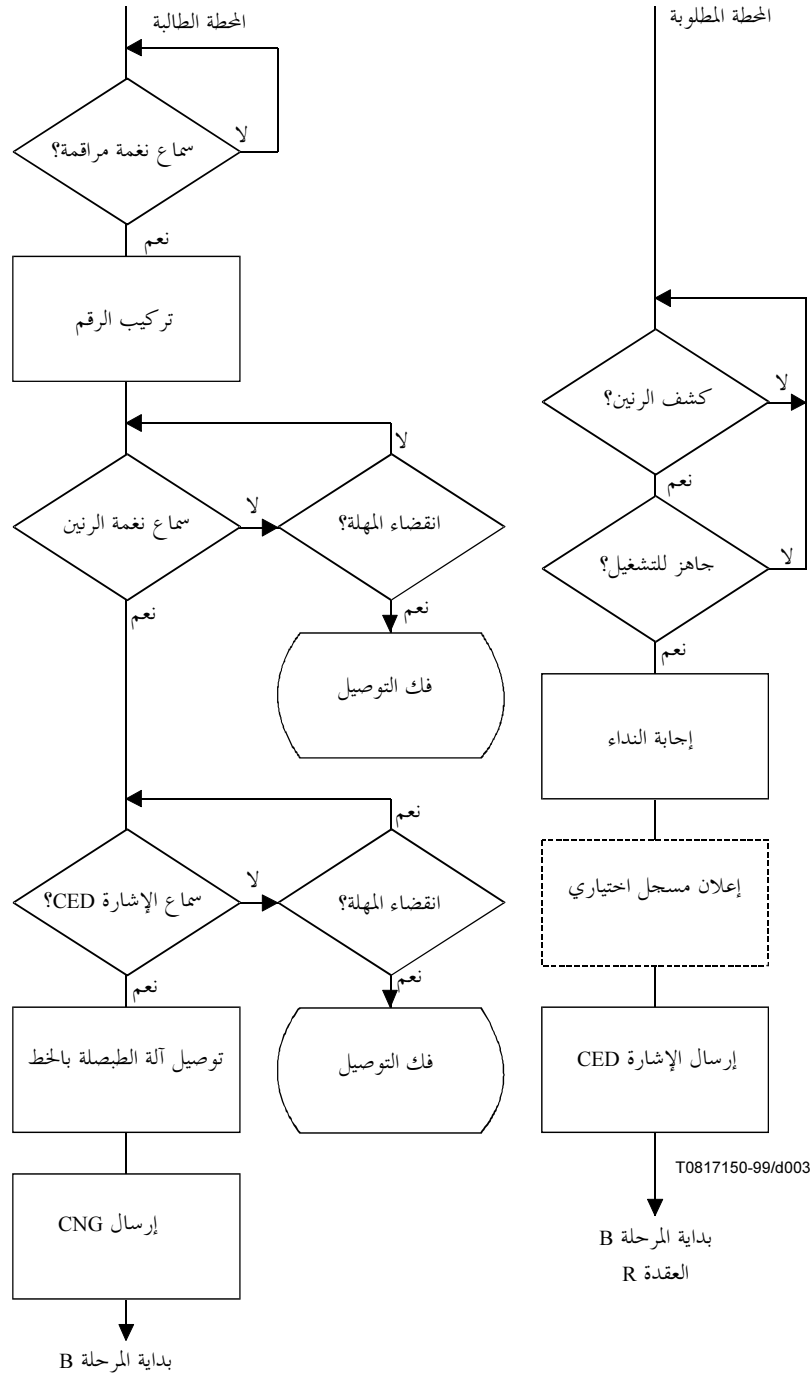 المحطة الطالبة
سماع نغمة مراقمة؟
لا
نعم
تركيب الرقم
سماع نغمة الرنين
لا
انقضاء المهلة؟
لا
نعم
فك التوصيل
نعم
سماع الإشارة CED؟
لا
انقضاء المهلة؟
نعم
نعم
فك التوصيل
نعم
توصيل آلة الطبصلة بالخط
إرسال CNG
بداية المرحلة B
المحطة المطلوبة
كشف الرنين؟
لا
نعم
جاهز للتشغيل؟
لا
نعم
إجابة النداء
إعلان مسجل اختياري
إرسال الإشارة CED
T0817150-99/d003
بداية المرحلة B
العقدة R